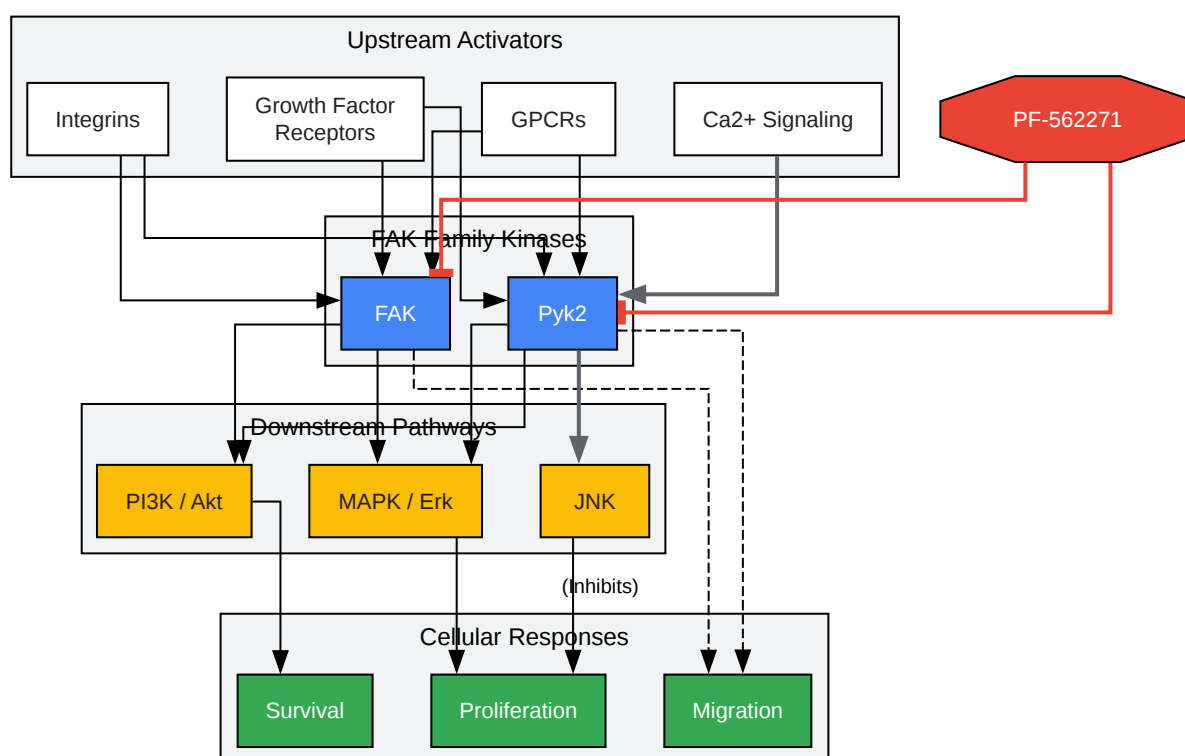 Upstream Activators
Integrins
Growth Factor
Receptors
GPCRs
Ca2+ Signaling
PF-562271
FAK Family Kinases
FAK
Pyk2
Downstream Pathways
PI3K / Akt
MAPK / Erk
JNK
(Inhibits)
Cellular Responses
Survival
Proliferation
Migration